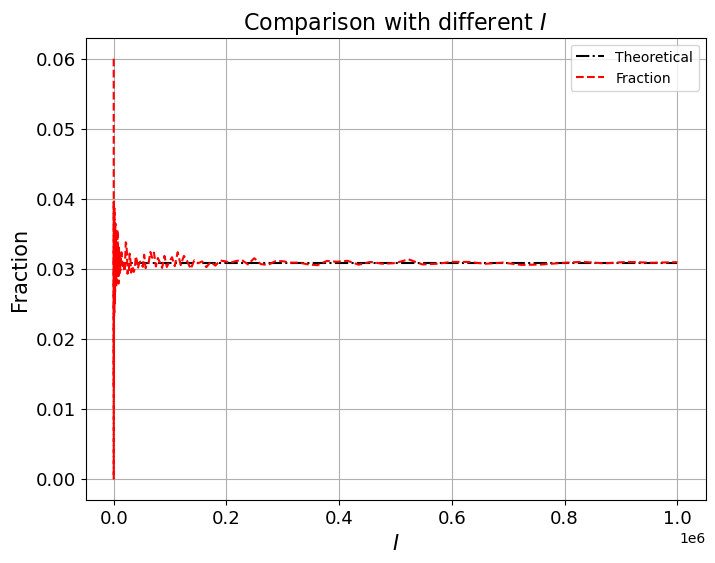 Comparison with different I
Theoretical
Fraction
Fraction
0.06
0.05
0.04
0.03
0.02
0.01
0.00
0.0 0.2 0.4 0.6 0.8 1.0
1e6
I